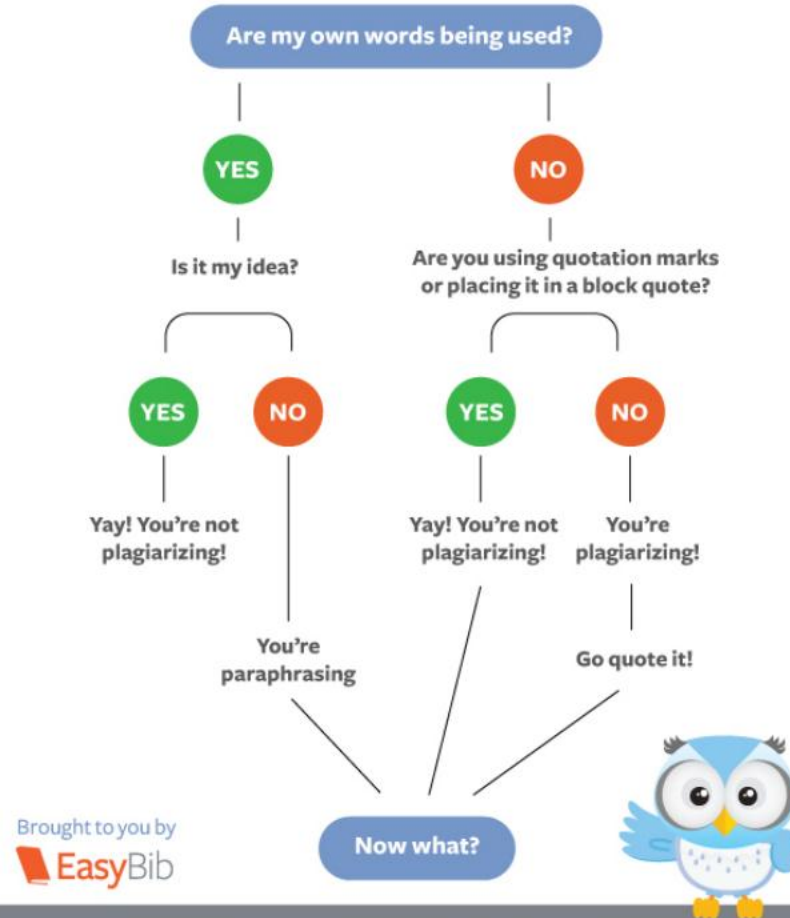 Are my own words being used?
YES
NO
Is it my idea?
Are you using quotation marks
or placing it in a block quote?
YES
NO
YES
NO
Yay! You're not
plagiarizing!
Yay! You're not
plagiarizing!
You're
plagiarizing!
You're
paraphrasing
Go quote it!
Now what?
Brought to you by
EasyBib